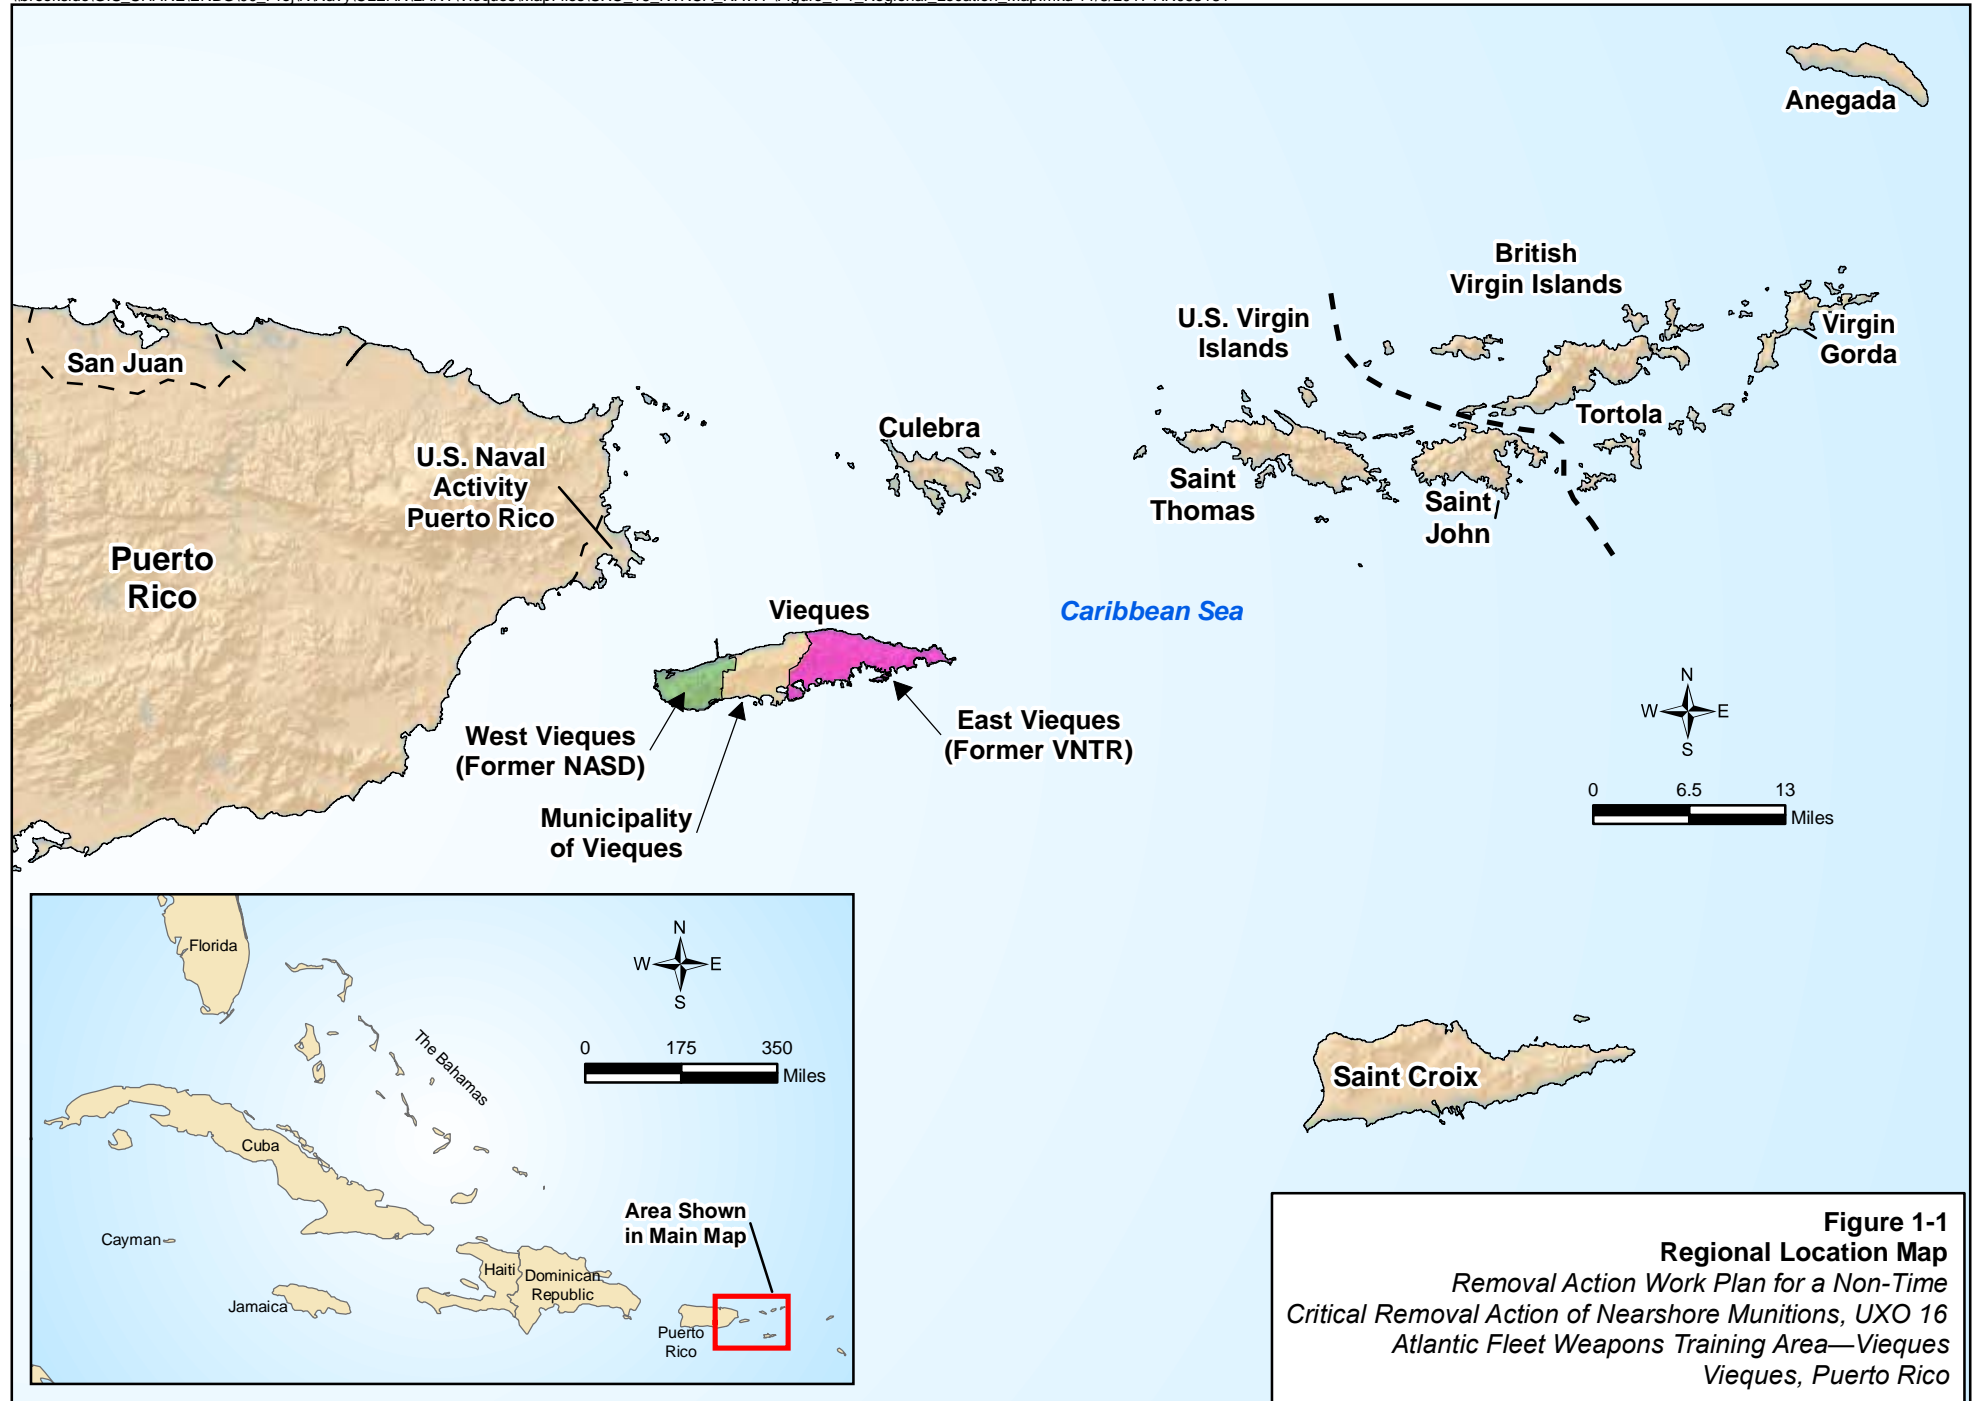 Anegada
British
Virgin Islands
U.S. Virgin
Islands
Virgin
Gorda
San Juan
Tortola
Culebra
U.S. Naval
Activity
Puerto Rico
Saint
Thomas
Saint
John
Puerto
Rico
Vieques
Caribbean Sea
N
W E
S
West Vieques
(Former NASD)
East Vieques
(Former VNTR)
0 6.5 13
Miles
Municipality
of Vieques
Florida
N
W E
S
The Bahamas
0 175 350
Miles
Saint Croix
Cuba
Area Shown
in Main Map
Cayman
Haiti
Dominican
Republic
Jamaica
Puerto
Rico
Figure 1-1
Regional Location Map
Removal Action Work Plan for a Non-Time
Critical Removal Action of Nearshore Munitions, UXO 16
Atlantic Fleet Weapons Training Area—Vieques
Vieques, Puerto Rico